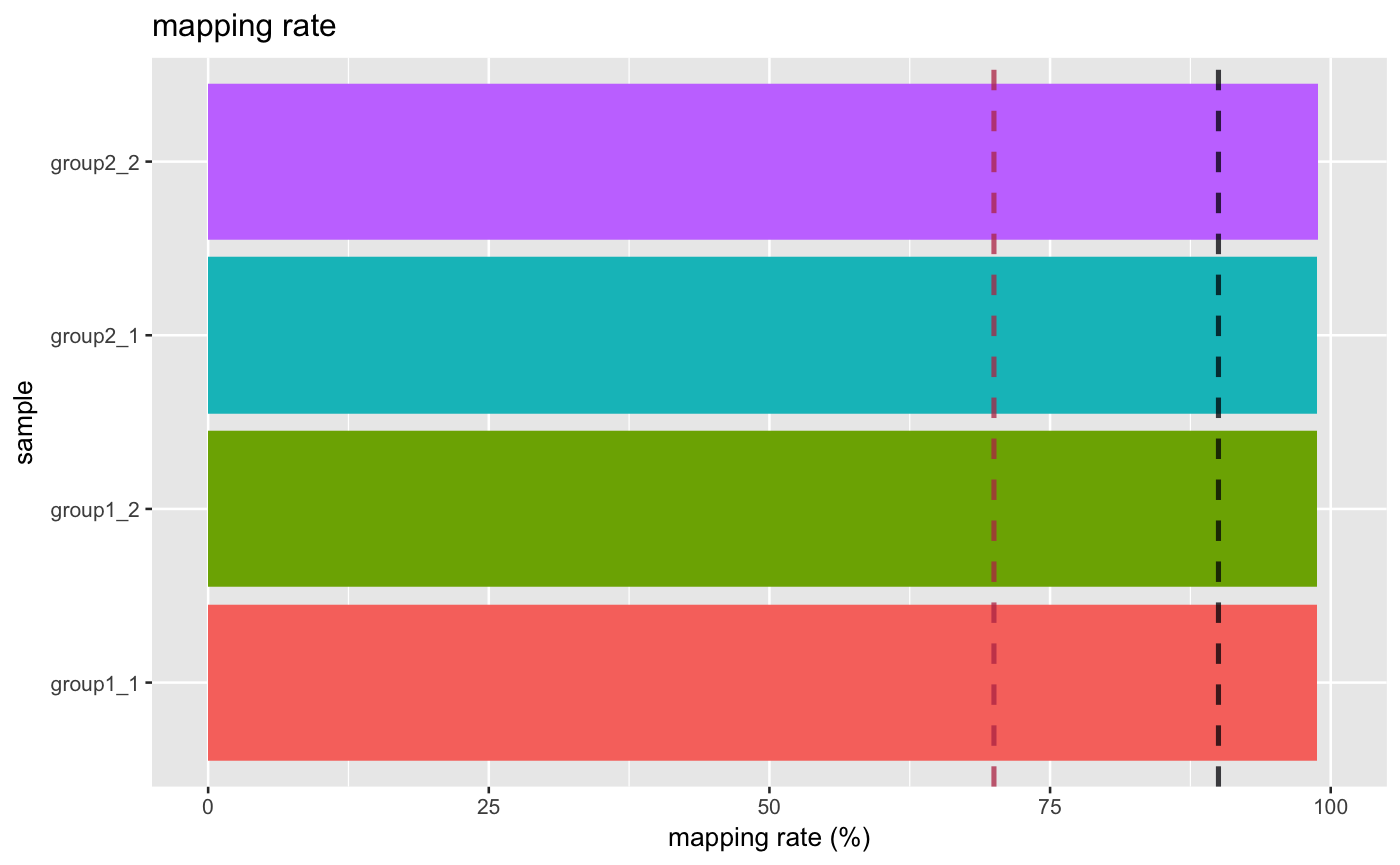 mapping rate
group2_2
group2_1
group1_2
group1_1
sample
0 25 50 75 100
mapping rate (%)